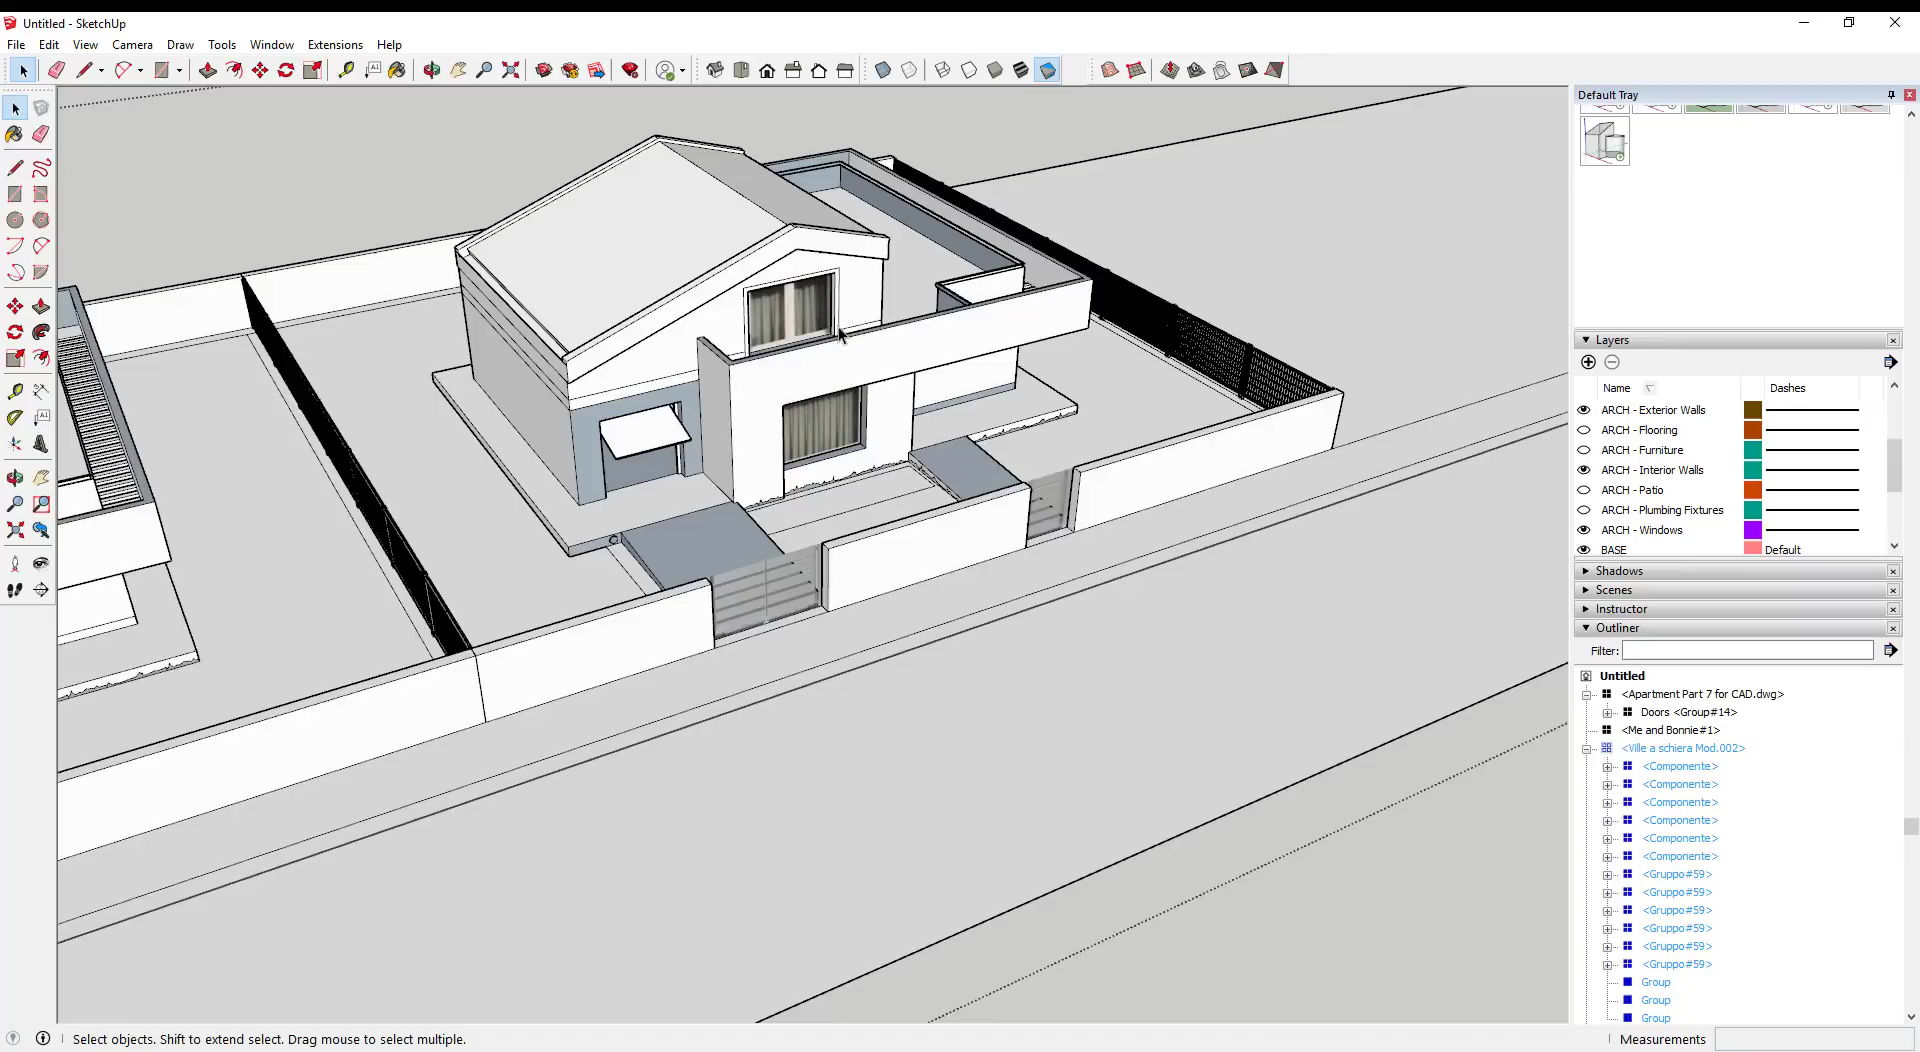 Untitled - SketchUp
File Edit View Camera Draw Tools Window Extensions Help
Default Tray
Layers
Name Dashes
ARCH - Exterior Walls
ARCH - Flooring
ARCH - Furniture
ARCH - Interior Walls
ARCH - Patio
ARCH - Plumbing Fixtures
ARCH - Windows
BASE Default
Shadows
Scenes
Instructor
Outliner
Filter:
Untitled
<Apartment Part 7 for CAD.dwg>
Doors <Group#14>
<Me and Bonnie#1>
<Ville a schiera Mod.002>
<Componente>
<Componente>
<Componente>
<Componente>
<Componente>
<Componente>
<Gruppo#59>
<Gruppo#59>
<Gruppo#59>
<Gruppo#59>
<Gruppo#59>
<Gruppo#59>
Group
Group
Group
Select objects. Shift to extend select. Drag mouse to select multiple.
Measurements